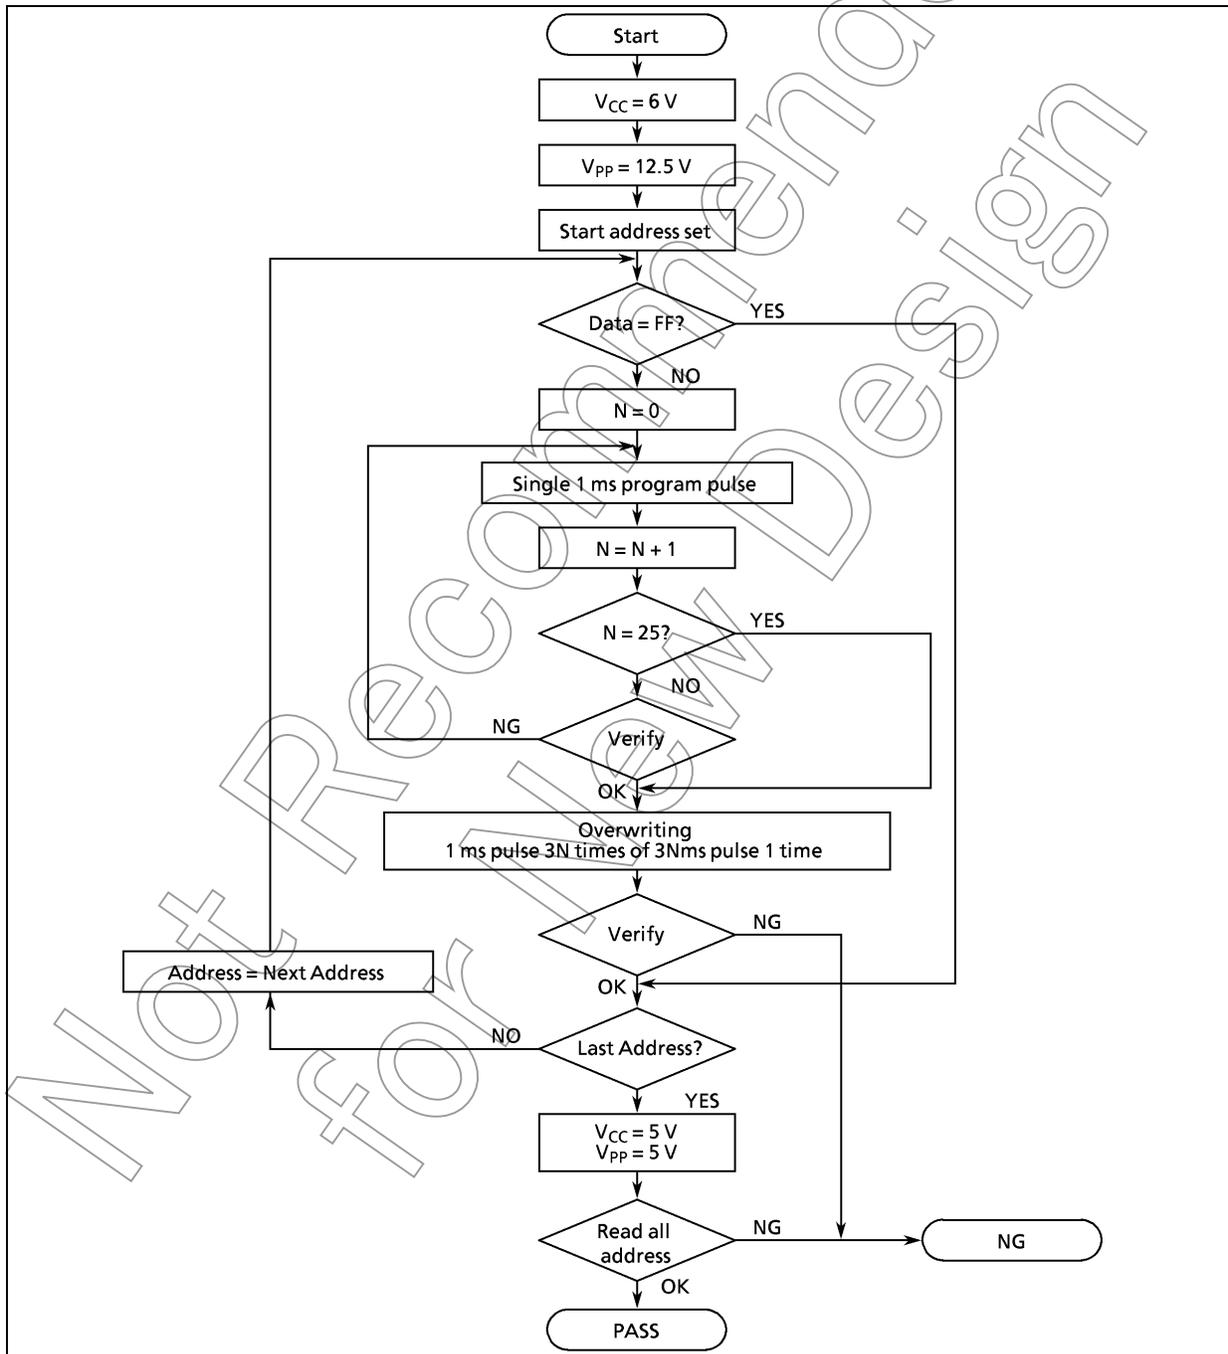 Start
VCC = 6 V
VPP = 12.5 V
Start address set
Data = FF?
YES
NO
N = 0
Single 1 ms program pulse
N = N + 1
N = 25?
YES
NO
Verify
NG
OK
Overwriting
1 ms pulse 3N times of 3Nms pulse 1 time
Verify
NG
OK
Address = Next Address
Last Address?
NO
YES
VCC = 5 V
VPP = 5 V
Read all
address
NG
NG
OK
PASS
Not Recommend
for New Design